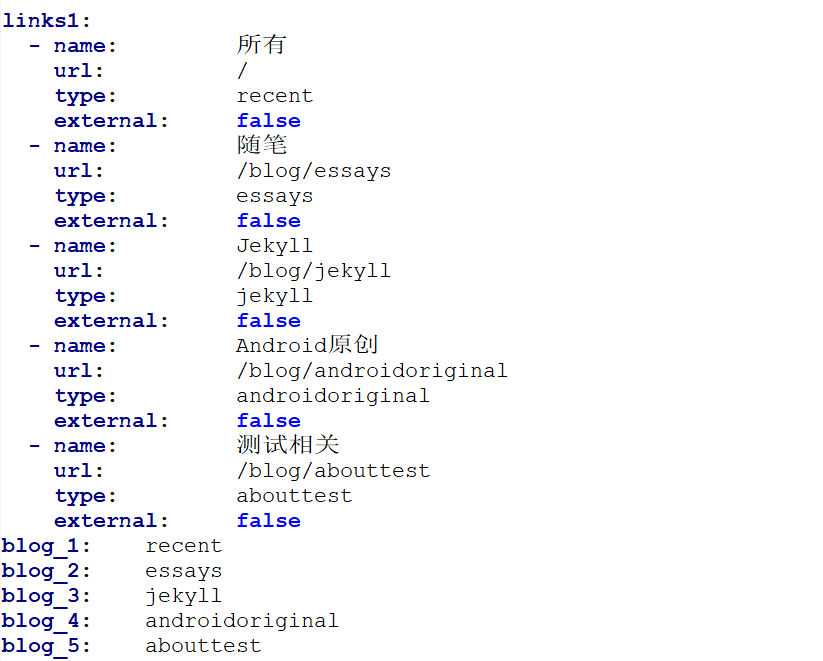 links1:
- name: 所有
url: /
type: recent
external: false
- name: 随笔
url: /blog/essays
type: essays
external: false
- name: Jekyll
url: /blog/jekyll
type: jekyll
external: false
- name: Android原创
url: /blog/androidoriginal
type: androidoriginal
external: false
- name: 测试相关
url: /blog/abouttest
type: abouttest
external: false
blog_1: recent
blog_2: essays
blog_3: jekyll
blog_4: androidoriginal
blog_5: abouttest